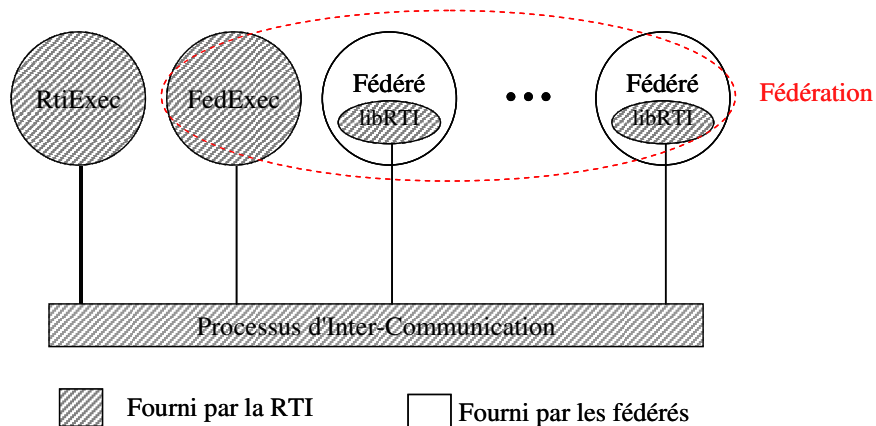 RtiExec
FedExec
Fédéré
libRTI
•••
Fédéré
libRTI
Fédération
Processus d'Inter-Communication
Fourni par la RTI
Fourni par les fédérés